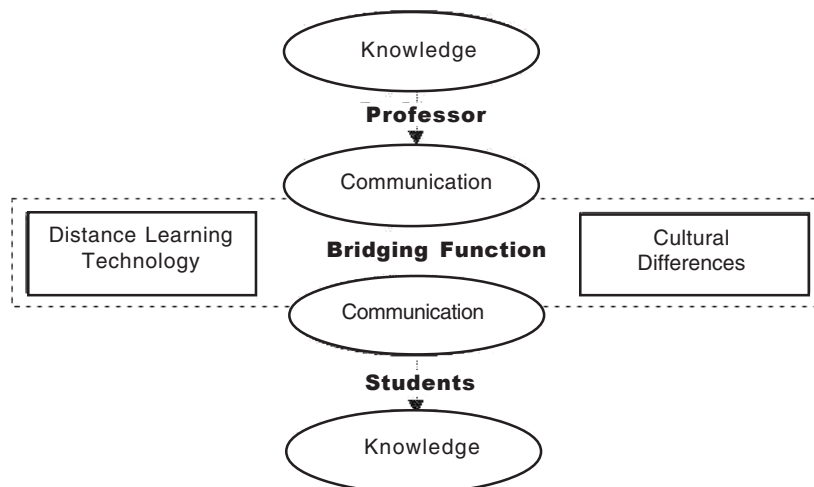 Knowledge
Professor
Communication
Distance Learning
Technology
Bridging Function
Cultural
Differences
Communication
Students
Knowledge